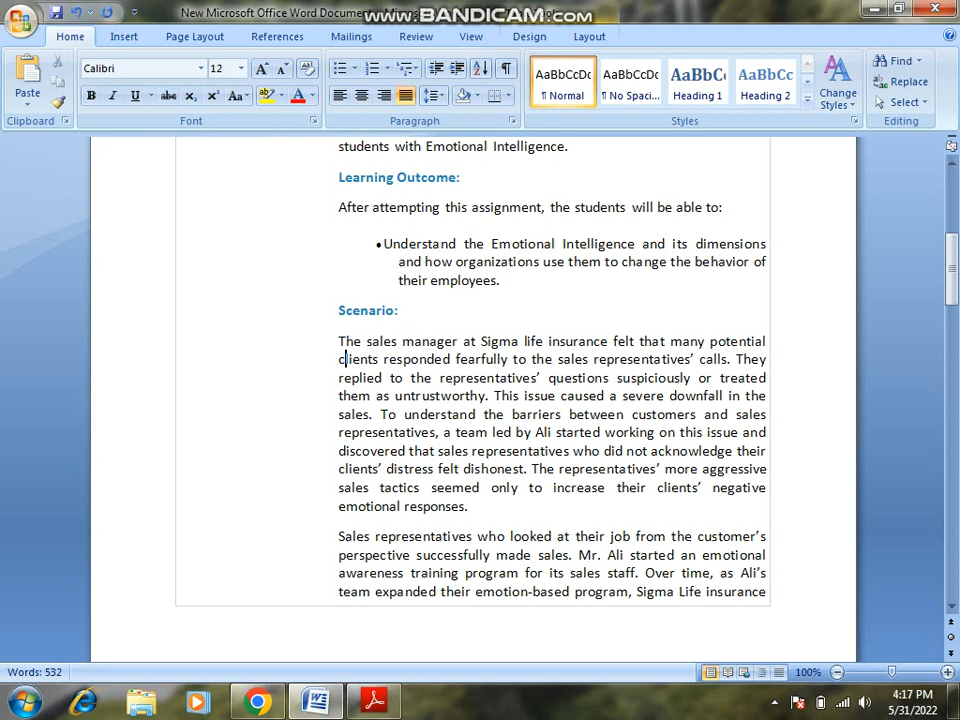 New Microsoft Office Word Document
www.BANDICAM.com
Home Insert Page Layout References Mailings Review View Design Layout
Paste
Calibri 12
B I U abc X₂ X² Aa
AaBbCcDc AaBbCcDc AaBbC AaBbCc
¶ Normal ¶ No Spaci... Heading 1 Heading 2
Change Styles
Find
Replace
Select
Clipboard Font Paragraph Styles Editing
students with Emotional Intelligence.
Learning Outcome:
After attempting this assignment, the students will be able to:
• Understand the Emotional Intelligence and its dimensions
and how organizations use them to change the behavior of
their employees.
Scenario:
The sales manager at Sigma life insurance felt that many potential
clients responded fearfully to the sales representatives’ calls. They
replied to the representatives’ questions suspiciously or treated
them as untrustworthy. This issue caused a severe downfall in the
sales. To understand the barriers between customers and sales
representatives, a team led by Ali started working on this issue and
discovered that sales representatives who did not acknowledge their
clients’ distress felt dishonest. The representatives’ more aggressive
sales tactics seemed only to increase their clients’ negative
emotional responses.
Sales representatives who looked at their job from the customer’s
perspective successfully made sales. Mr. Ali started an emotional
awareness training program for its sales staff. Over time, as Ali’s
team expanded their emotion-based program, Sigma Life insurance
Words: 532
100%
4:17 PM
5/31/2022